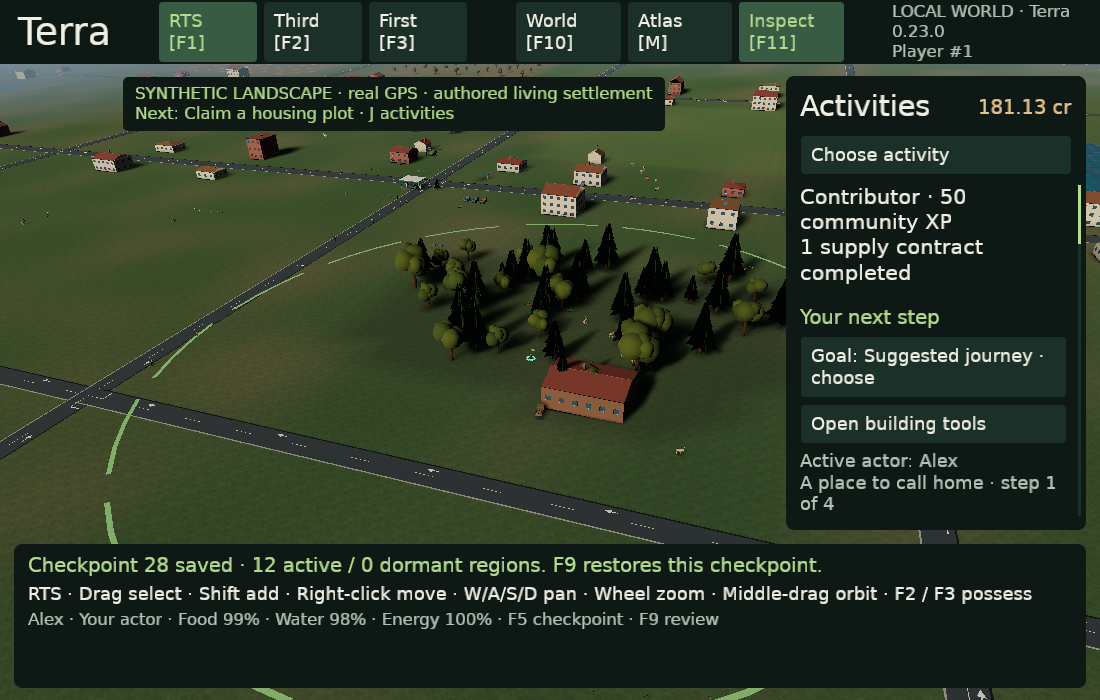 Terra
RTS
[F1]
Third
[F2]
First
[F3]
World
[F10]
Atlas
[M]
Inspect
[F11]
LOCAL WORLD · Terra
0.23.0
Player #1
SYNTHETIC LANDSCAPE · real GPS · authored living settlement
Next: Claim a housing plot · J activities
Activities
181.13 cr
Choose activity
Contributor · 50
community XP
1 supply contract
completed
Your next step
Goal: Suggested journey ·
choose
Open building tools
Active actor: Alex
A place to call home · step 1
of 4
Checkpoint 28 saved · 12 active / 0 dormant regions. F9 restores this checkpoint.
RTS · Drag select · Shift add · Right-click move · W/A/S/D pan · Wheel zoom · Middle-drag orbit · F2 / F3 possess
Alex · Your actor · Food 99% · Water 98% · Energy 100% · F5 checkpoint · F9 review